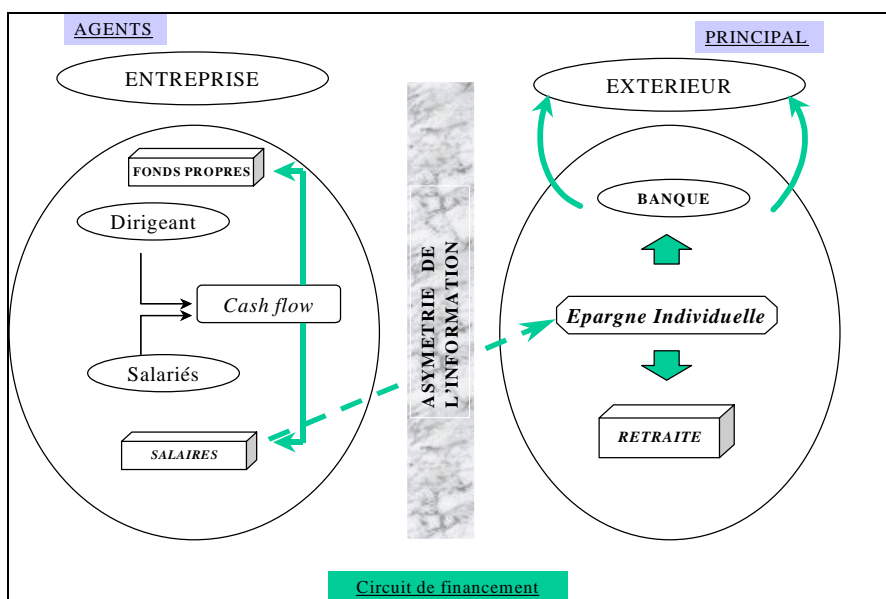 AGENTS
PRINCIPAL
ENTREPRISE
EXTERIEUR
FONDS PROPRES
Dirigeant
Cash flow
Salariés
SALAIRES
ASYMETRIE DE
L'INFORMATION
BANQUE
Epargne Individuelle
RETRAITE
Circuit de financement